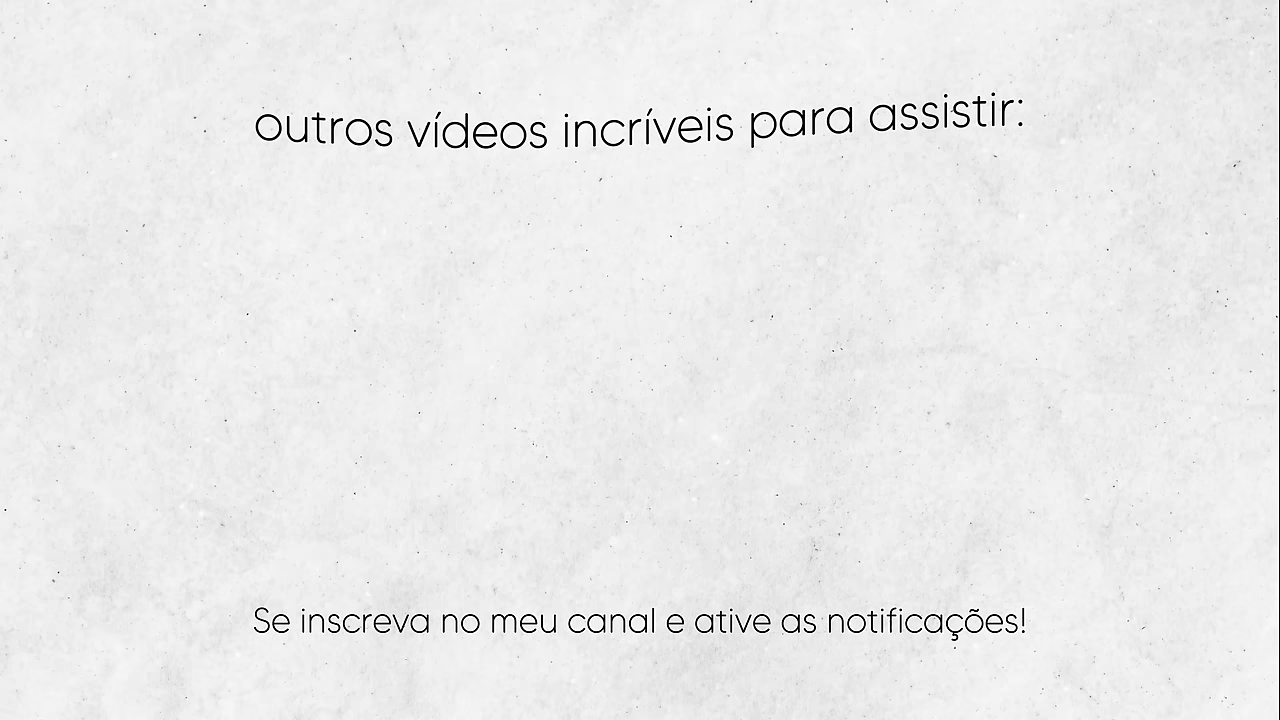 outros vídeos incríveis para assistir:
Se inscreva no meu canal e ative as notificações!